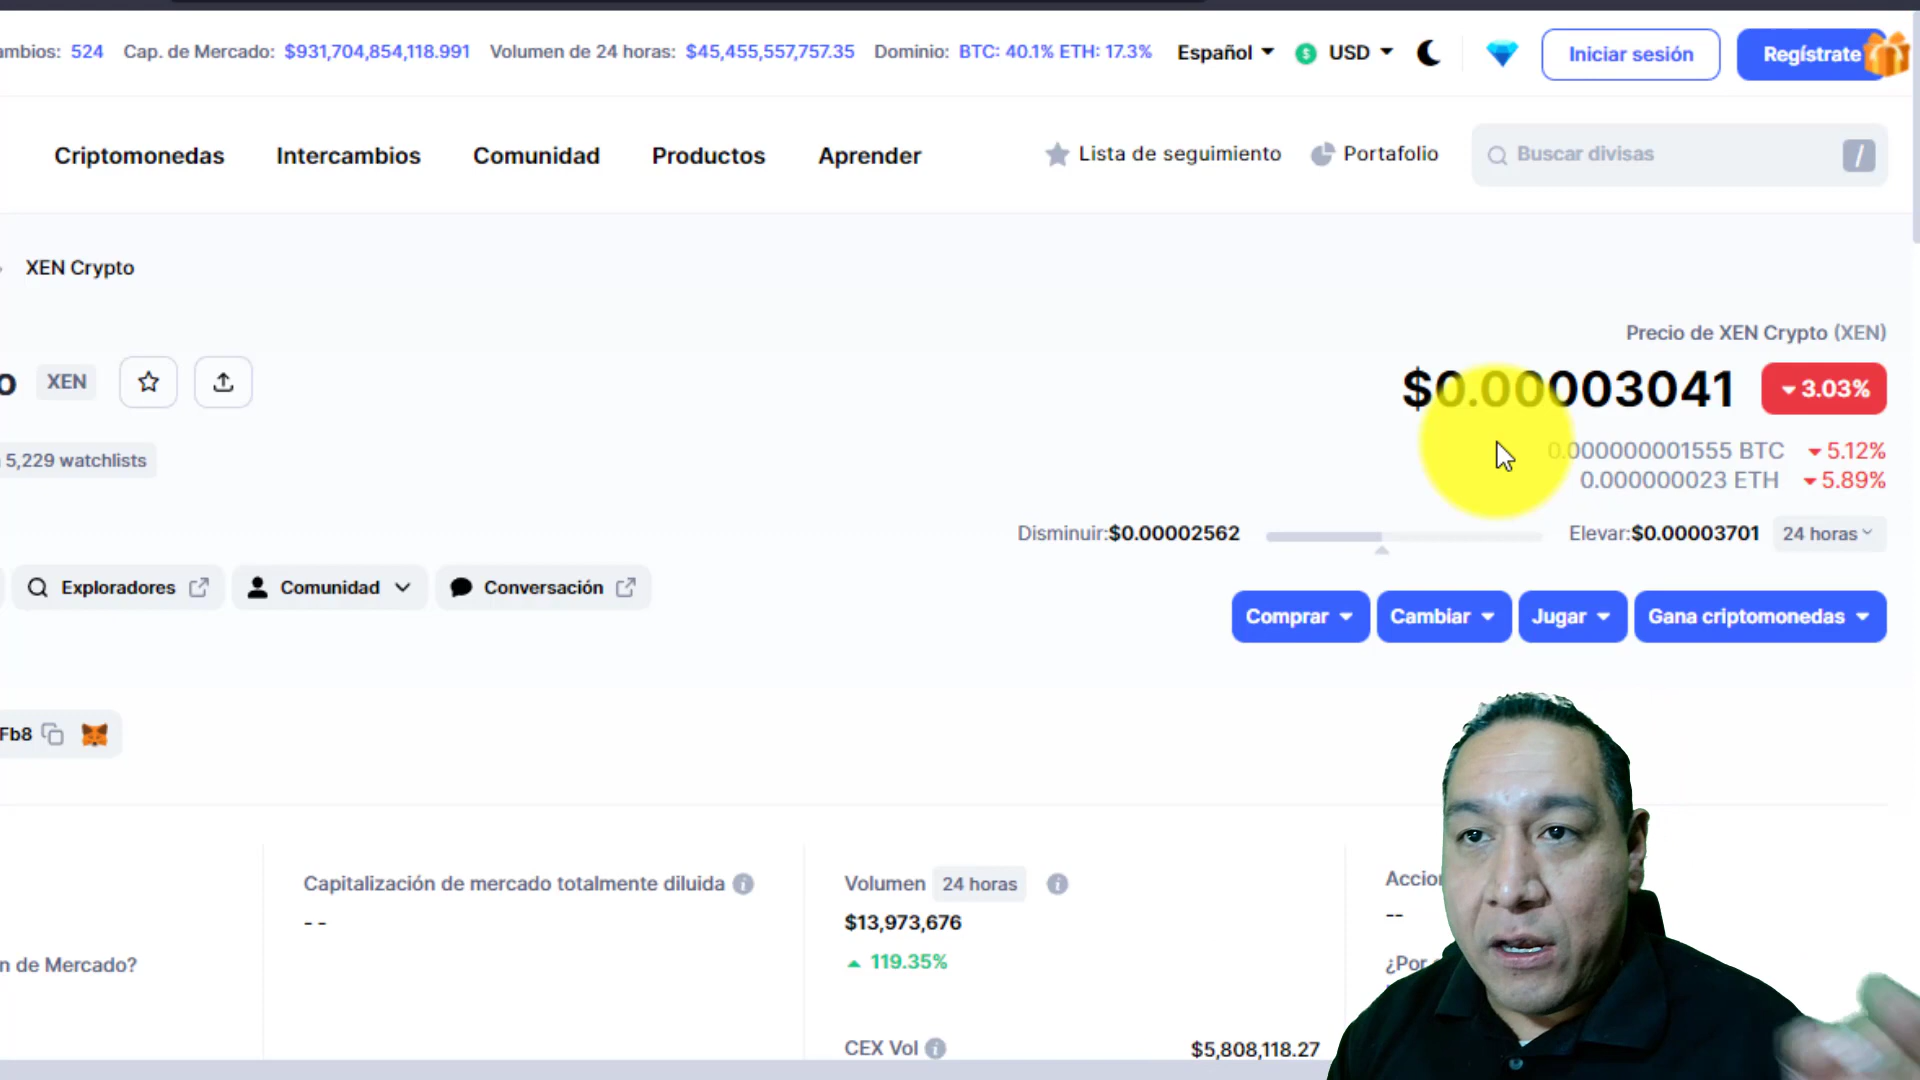 ambios: 524 Cap. de Mercado: $931,704,854,118.991 Volumen de 24 horas: $45,455,557,757.35 Dominio: BTC: 40.1% ETH: 17.3% Español $ USD Iniciar sesión Regístrate
Criptomonedas Intercambios Comunidad Productos Aprender Lista de seguimiento Portafolio Buscar divisas /
XEN Crypto
Precio de XEN Crypto (XEN)
o XEN $0.00003041 3.03%
5,229 watchlists
0.000000001555 BTC 5.12%
0.000000023 ETH 5.89%
Disminuir:$0.00002562 Elevar:$0.00003701 24 horas
Exploradores Comunidad Conversación
Comprar Cambiar Jugar Gana criptomonedas
Fb8
Capitalización de mercado totalmente diluida
- -
Volumen 24 horas
$13,973,676
119.35%
CEX Vol $5,808,118.27
n de Mercado?
Accio
--
¿Por